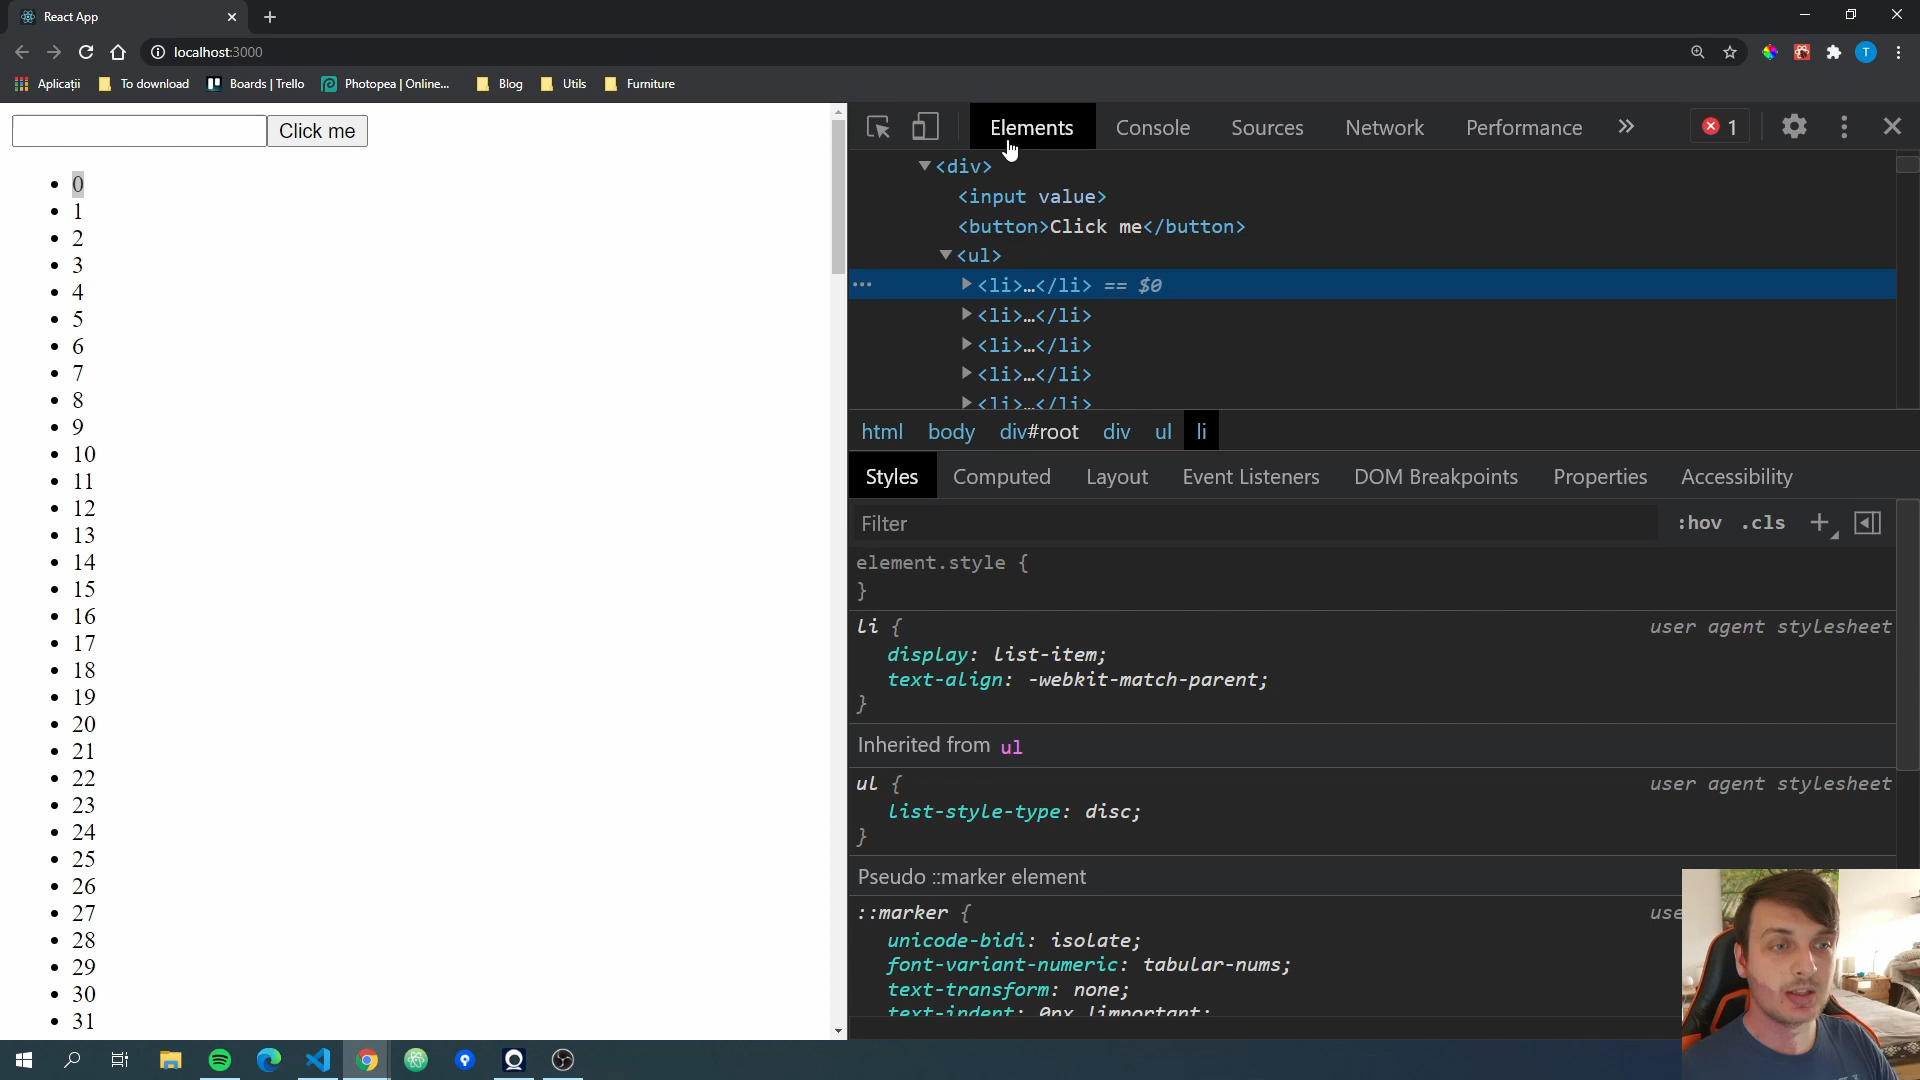 React App
localhost:3000
Aplicații To download Boards | Trello Photopea | Online... Blog Utils Furniture
Click me
0
1
2
3
4
5
6
7
8
9
10
11
12
13
14
15
16
17
18
19
20
21
22
23
24
25
26
27
28
29
30
31
Elements Console Sources Network Performance 1
<div>
<input value>
<button>Click me</button>
<ul>
<li>…</li> == $0
<li>…</li>
<li>…</li>
<li>…</li>
<li>…</li>
html body div#root div ul li
Styles Computed Layout Event Listeners DOM Breakpoints Properties Accessibility
Filter :hov .cls
element.style {
}
li { user agent stylesheet
display: list-item;
text-align: -webkit-match-parent;
}
Inherited from ul
ul { user agent stylesheet
list-style-type: disc;
}
Pseudo ::marker element
::marker {
unicode-bidi: isolate;
font-variant-numeric: tabular-nums;
text-transform: none;
text-indent: 0px !important;
T